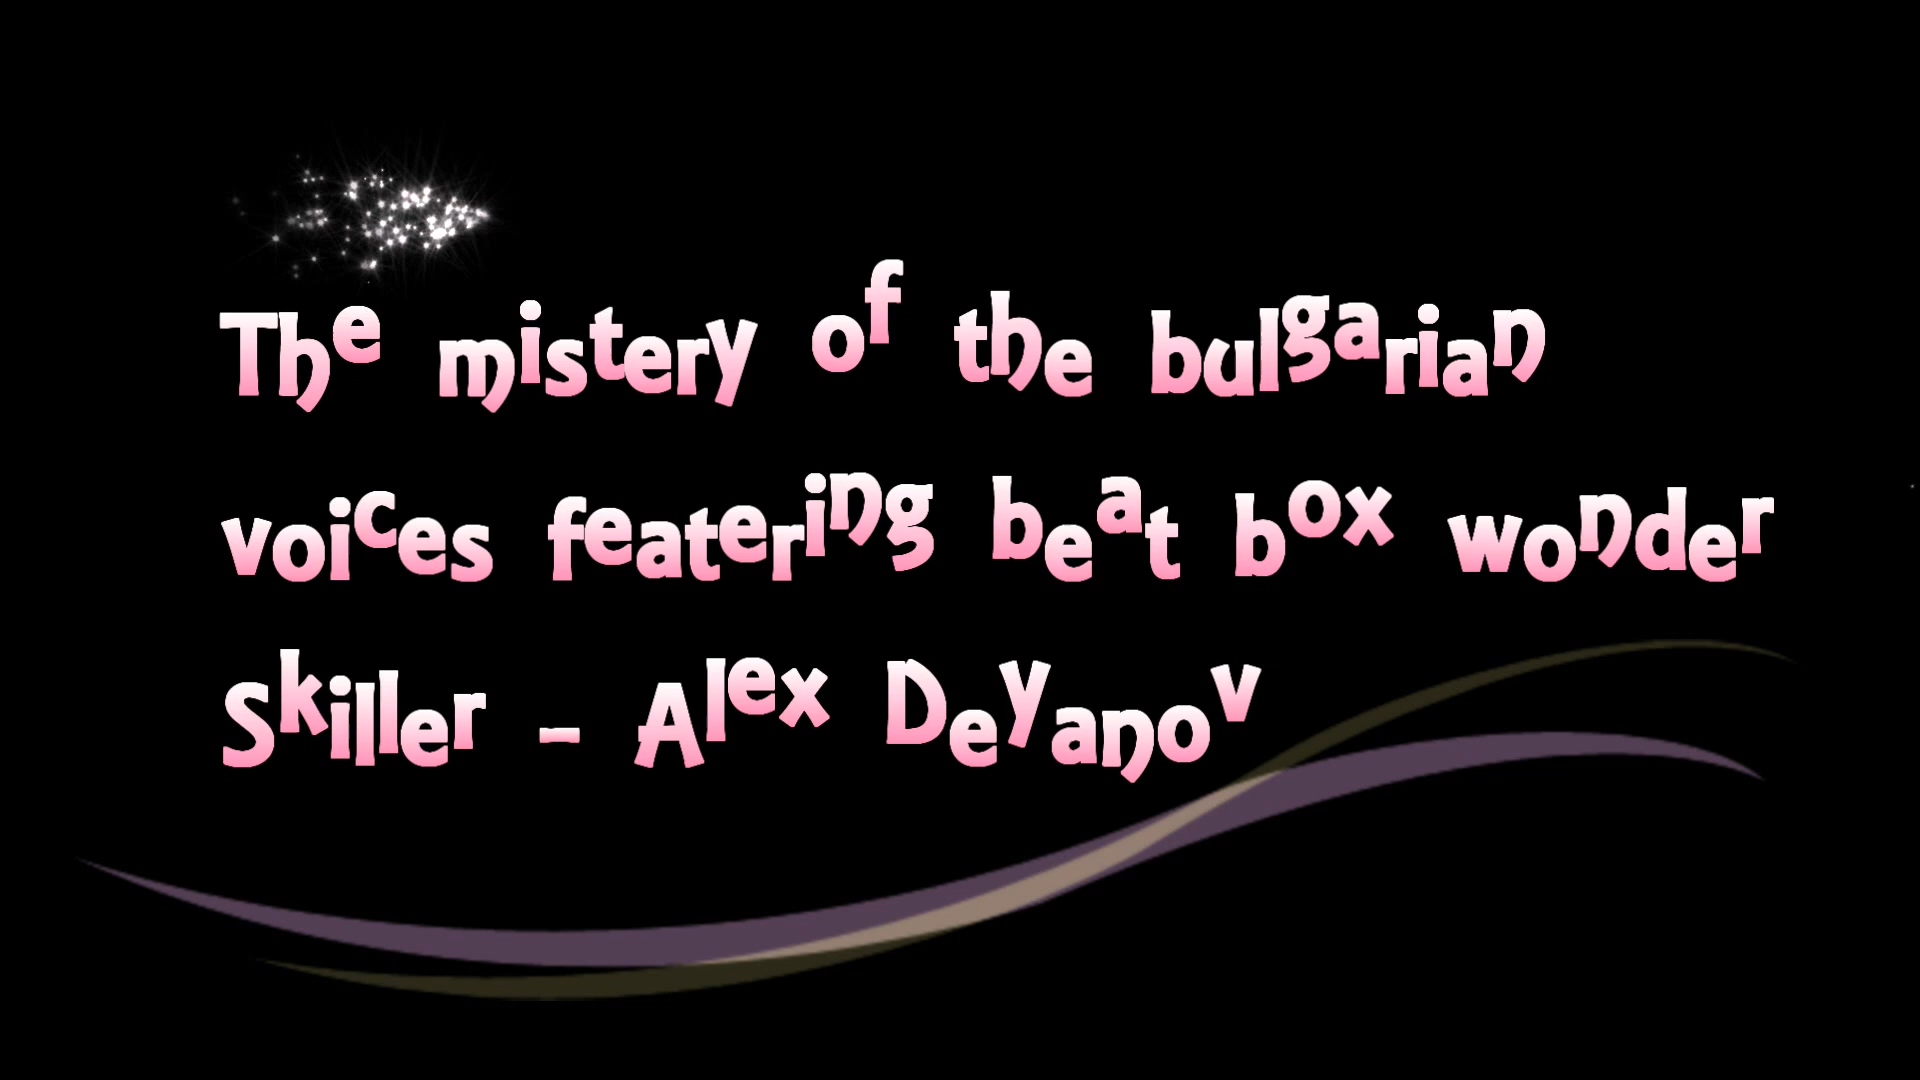 The mistery of the bulgarian
voices featering beat box wonder
Skiller - Alex Deyanov